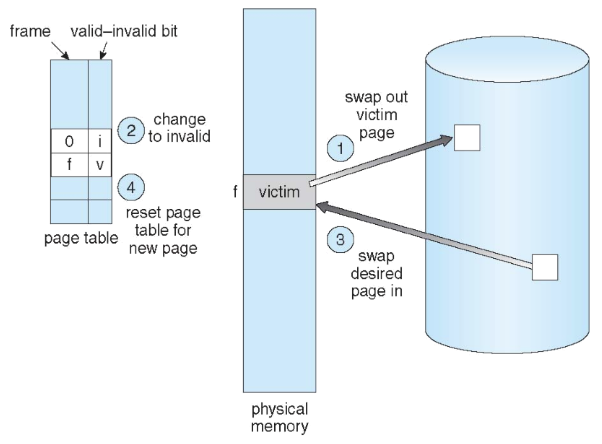 frame
valid–invalid bit
0
i
f
v
2
change
to invalid
4
reset page
table for
new page
page table
f
victim
1
swap out
victim
page
3
swap
desired
page in
physical
memory